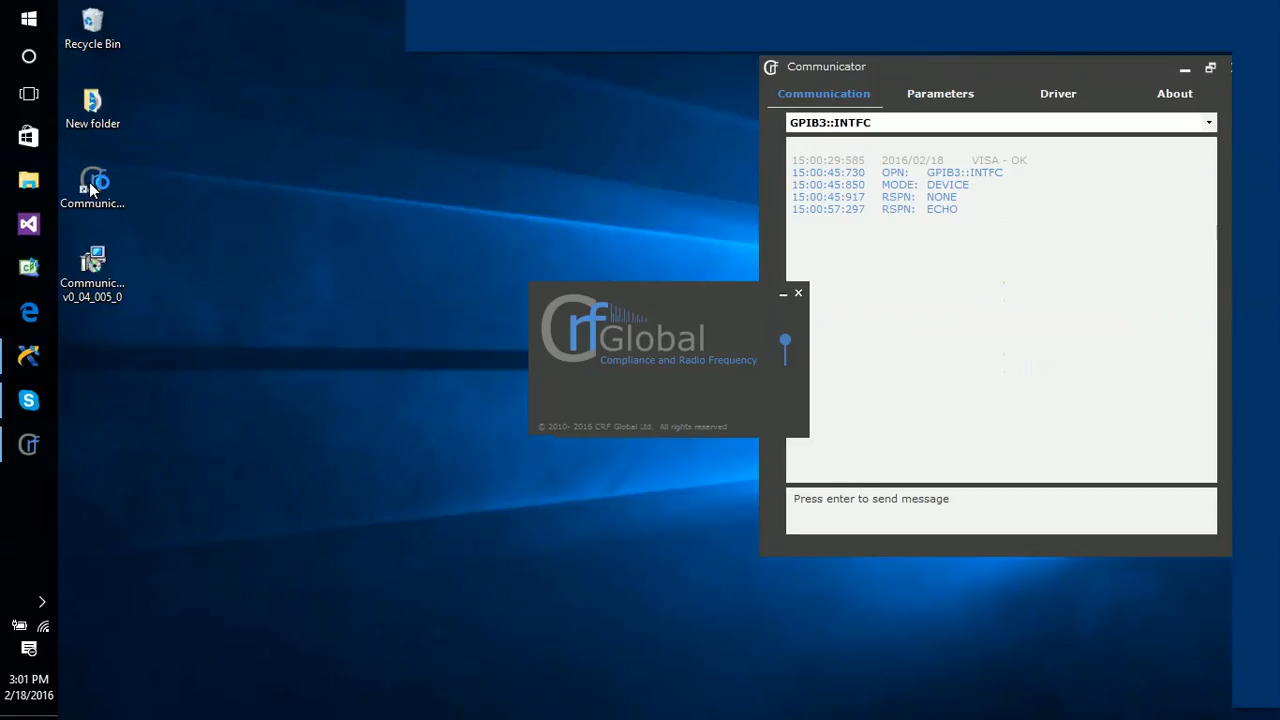 Recycle Bin
New folder
Communic...
Communic...
v0_04_005_0
3:01 PM
2/18/2016
Crf Communicator
Communication Parameters Driver About
GPIB3::INTFC
15:00:29:585 2016/02/18 VISA - OK
15:00:45:730 OPN: GPIB3::INTFC
15:00:45:850 MODE: DEVICE
15:00:45:917 RSPN: NONE
15:00:57:297 RSPN: ECHO
Press enter to send message
Crf Global
Compliance and Radio Frequency
© 2010- 2016 CRF Global Ltd. All rights reserved